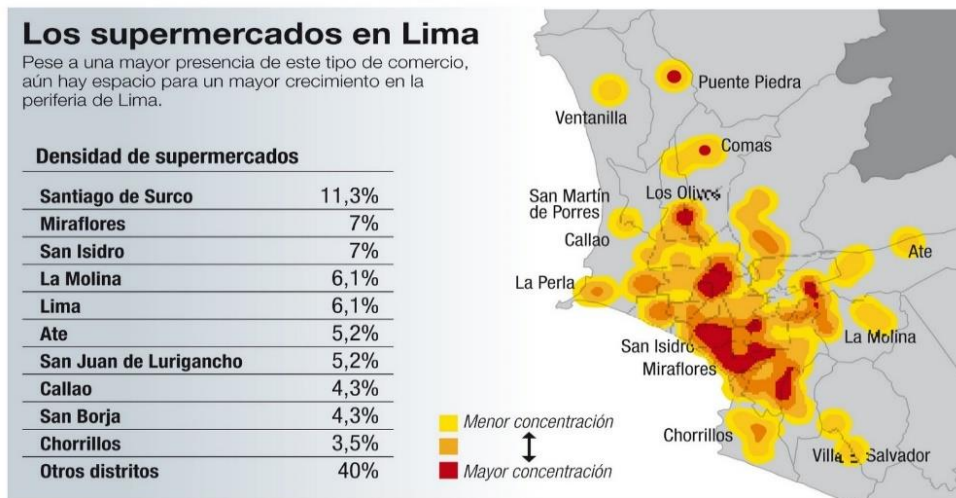 Los supermercados en Lima
Pese a una mayor presencia de este tipo de comercio,
aún hay espacio para un mayor crecimiento en la
periferia de Lima.
Densidad de supermercados
Santiago de Surco 11,3%
Miraflores 7%
San Isidro 7%
La Molina 6,1%
Lima 6,1%
Ate 5,2%
San Juan de Lurigancho 5,2%
Callao 4,3%
San Borja 4,3%
Chorrillos 3,5%
Otros distritos 40%
Menor concentración
Mayor concentración
Puente Piedra
Ventanilla
Comas
Los Olivos
San Martín
de Porres
Callao
Ate
La Perla
La Molina
San Isidro
Miraflores
Chorrillos
Villa El Salvador